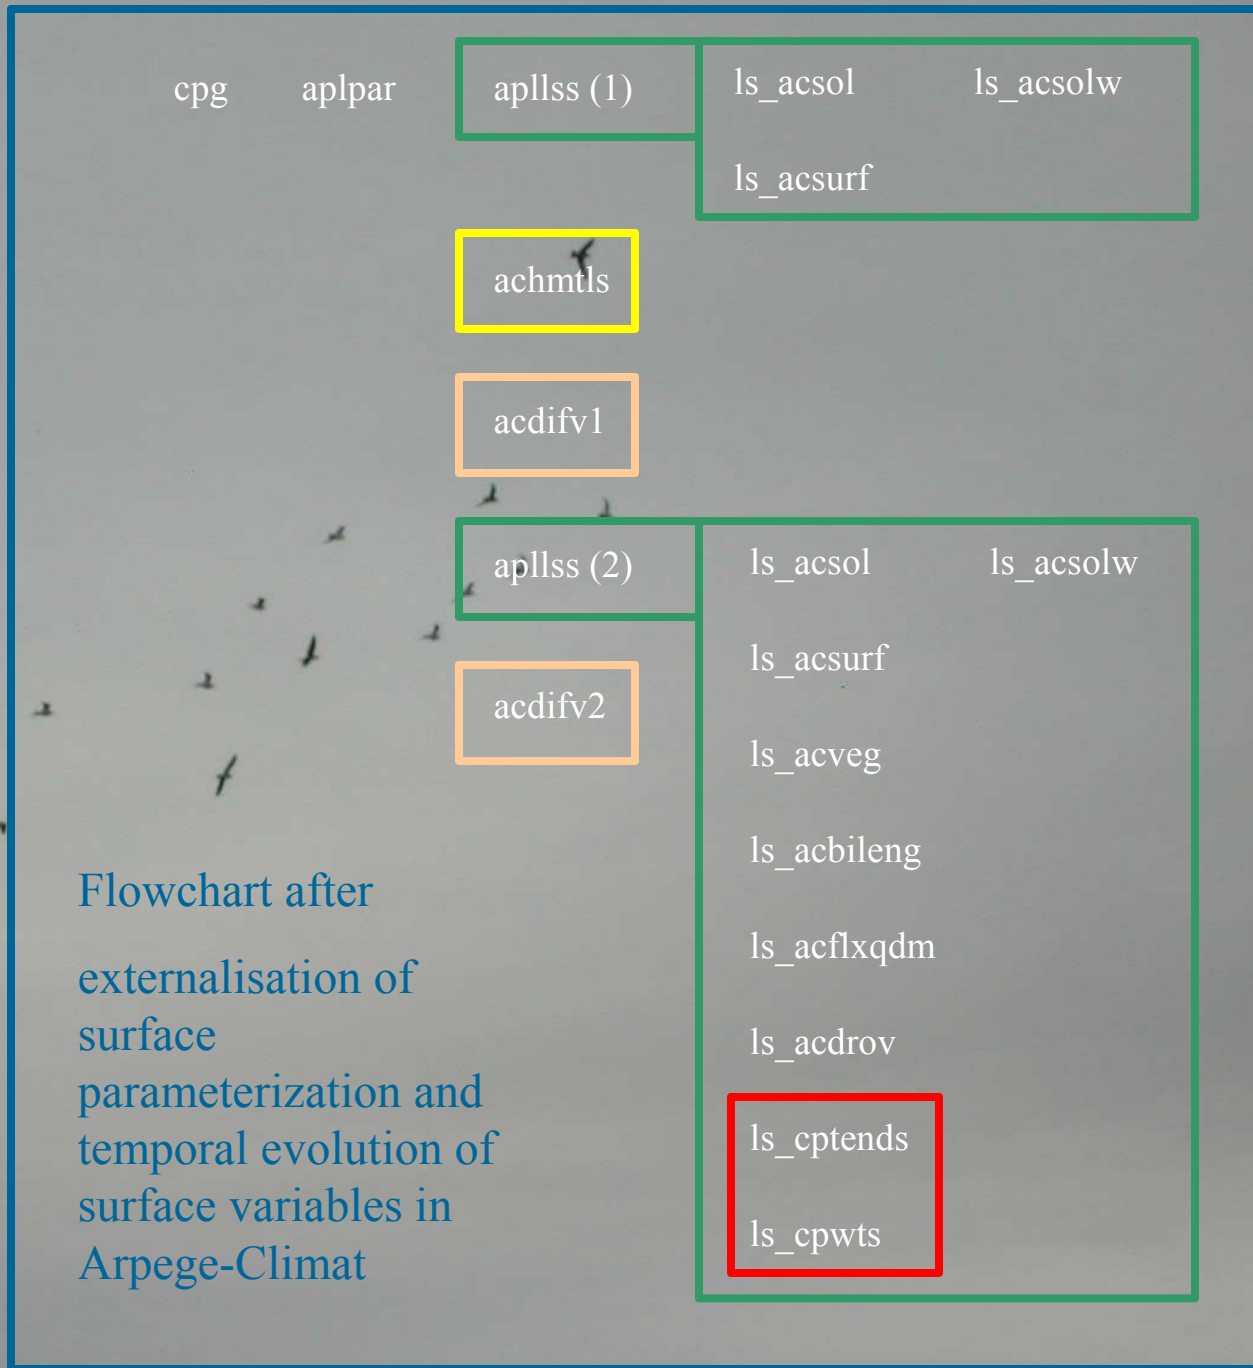 cpg aplpar apllss (1) ls_acsol ls_acsolw
ls_acsurf
achmtls
acdifv1
apllss (2) ls_acsol ls_acsolw
ls_acsurf
acdifv2
ls_acveg
ls_acbileng
ls_acflxqdm
ls_acdrov
ls_cptends
ls_cpwts
Flowchart after
externalisation of
surface
parameterization and
temporal evolution of
surface variables in
Arpege-Climat